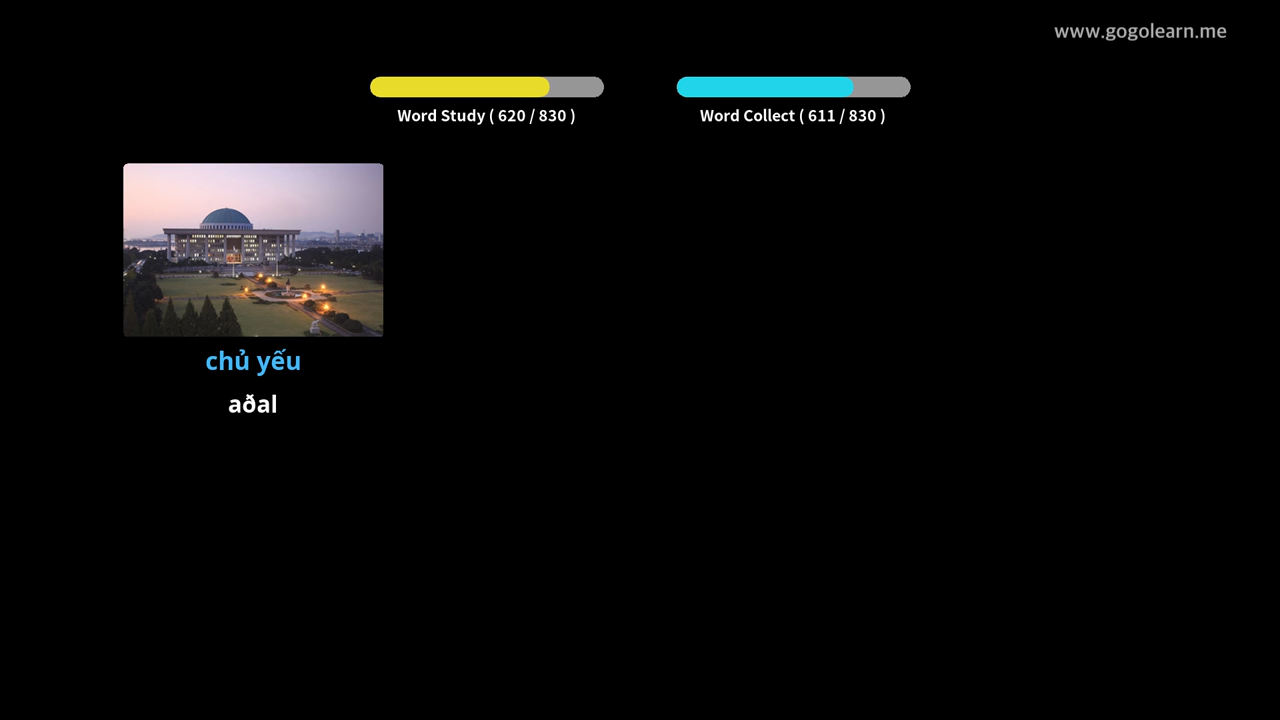 www.gogolearn.me
Word Study ( 620 / 830 )
Word Collect ( 611 / 830 )
chủ yếu
aðal